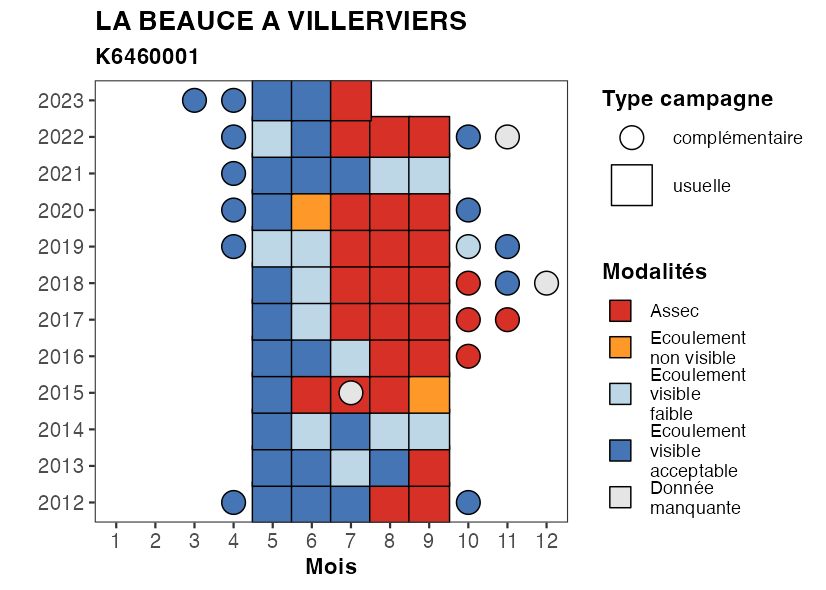 LA BEAUCE A VILLERVIERS
K6460001
2023
2022
2021
2020
2019
2018
2017
2016
2015
2014
2013
2012
1 2 3 4 5 6 7 8 9 10 11 12
Mois
Type campagne
complémentaire
usuelle
Modalités
Assec
Ecoulement
non visible
Ecoulement
visible
faible
Ecoulement
visible
acceptable
Donnée
manquante